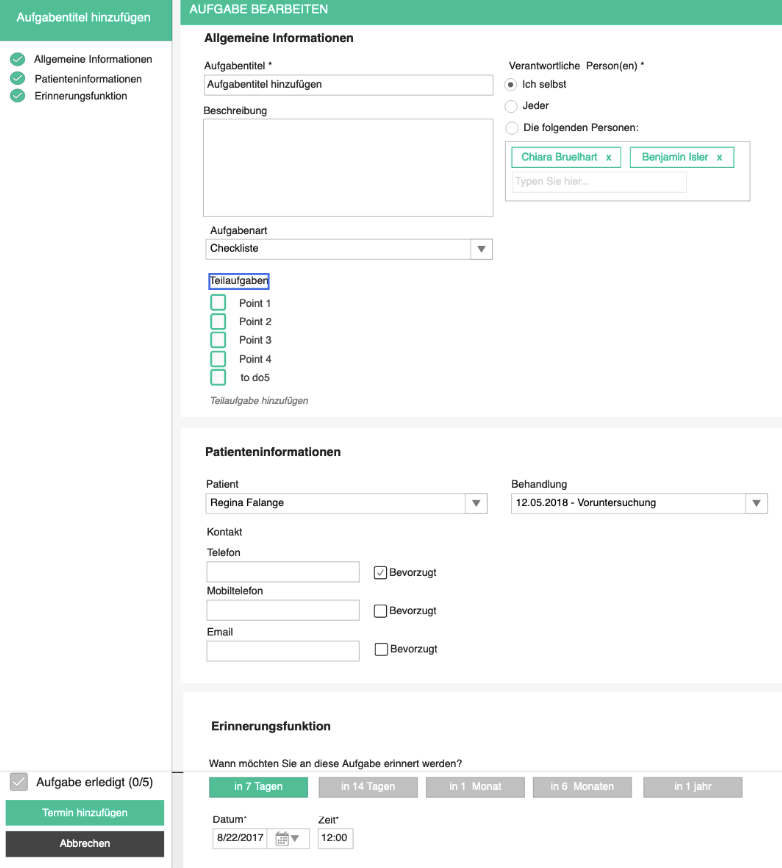 Aufgabentitel hinzufügen
Allgemeine Informationen
Patienteninformationen
Erinnerungsfunktion
Aufgabe erledigt (0/5)
Termin hinzufügen
Abbrechen
AUFGABE BEARBEITEN
Allgemeine Informationen
Aufgabentitel *
Aufgabentitel hinzufügen
Beschreibung
Verantwortliche Person(en) *
Ich selbst
Jeder
Die folgenden Personen:
Chiara Bruelhart x Benjamin Isler x
Typen Sie hier...
Aufgabenart
Checkliste
Teilaufgaben
Point 1
Point 2
Point 3
Point 4
to do5
Teilaufgabe hinzufügen
Patienteninformationen
Patient
Regina Falange
Behandlung
12.05.2018 - Voruntersuchung
Kontakt
Telefon
Bevorzugt
Mobiltelefon
Bevorzugt
Email
Bevorzugt
Erinnerungsfunktion
Wann möchten Sie an diese Aufgabe erinnert werden?
in 7 Tagen in 14 Tagen in 1 Monat in 6 Monaten in 1 jahr
Datum* Zeit*
8/22/2017 12:00